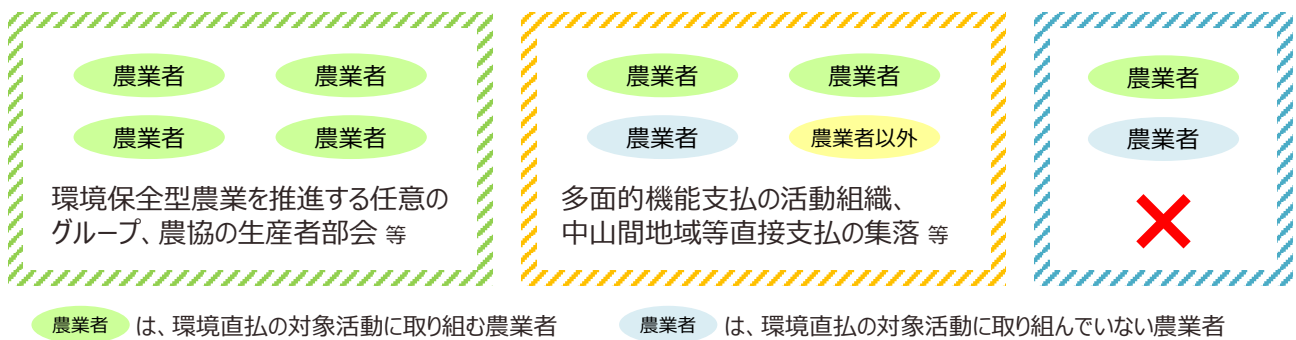 農業者 農業者
農業者 農業者
環境保全型農業を推進する任意の
グループ、農協の生産者部会 等
農業者 農業者
農業者 農業者以外
多面的機能支払の活動組織、
中山間地域等直接支払の集落 等
農業者
農業者
農業者 は、環境直払の対象活動に取り組む農業者
農業者 は、環境直払の対象活動に取り組んでいない農業者